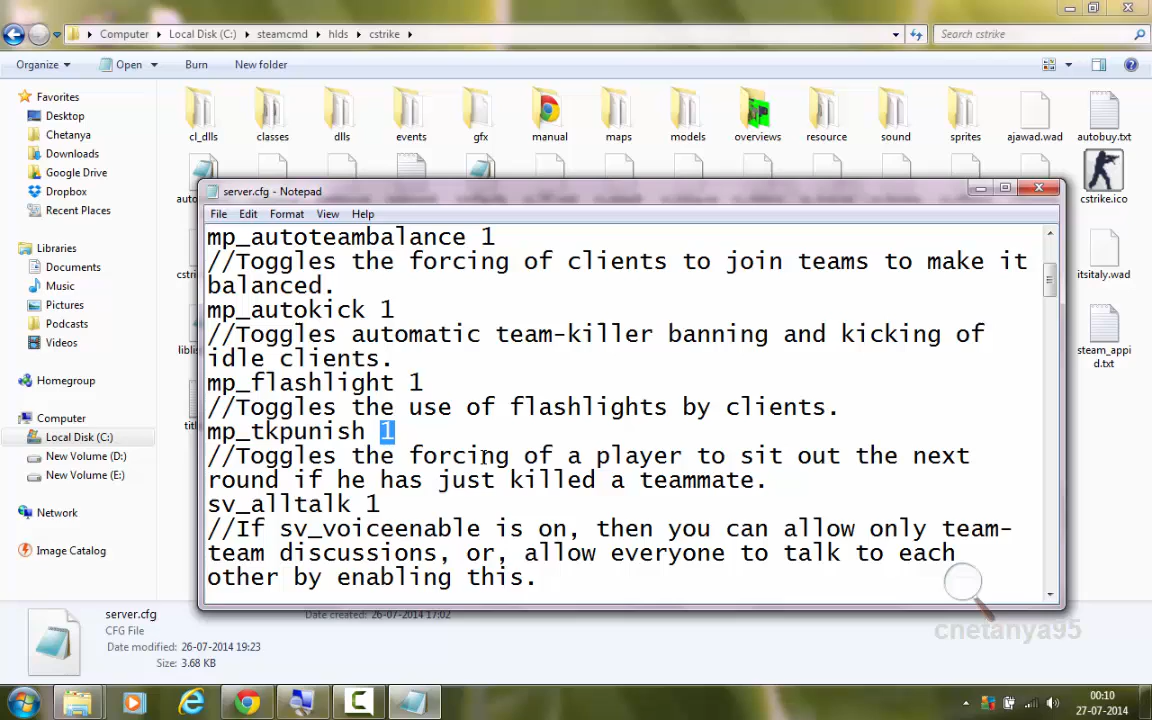 Computer Local Disk (C:) steamcmd hlds cstrike
Search cstrike
Organize Open Burn New folder
Favorites
Desktop
Chetanya
Downloads
Google Drive
Dropbox
Recent Places
Libraries
Documents
Music
Pictures
Podcasts
Videos
Homegroup
Computer
Local Disk (C:)
New Volume (D:)
New Volume (E:)
Network
Image Catalog
cl_dlls classes dlls events gfx manual maps models overviews resource sound sprites ajawad.wad autobuy.txt
cstrike.ico
itsitaly.wad
steam_appi
d.txt
server.cfg - Notepad
File Edit Format View Help
mp_autoteambalance 1
//Toggles the forcing of clients to join teams to make it
balanced.
mp_autokick 1
//Toggles automatic team-killer banning and kicking of
idle clients.
mp_flashlight 1
//Toggles the use of flashlights by clients.
mp_tkpunish 1
//Toggles the forcing of a player to sit out the next
round if he has just killed a teammate.
sv_alltalk 1
//If sv_voiceenable is on, then you can allow only team-
team discussions, or, allow everyone to talk to each
other by enabling this.
server.cfg Date created: 26-07-2014 17:02
CFG File
Date modified: 26-07-2014 19:23
Size: 3.68 KB
cnetanya95
00:10
27-07-2014